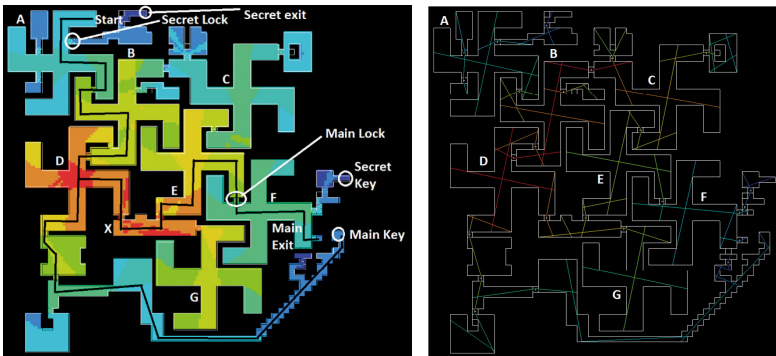 A
Start
Secret Lock
Secret exit
B
C
Main Lock
D
Secret
Key
E
F
X
Main
Exit
Main Key
G
A
B
C
D
E
F
G